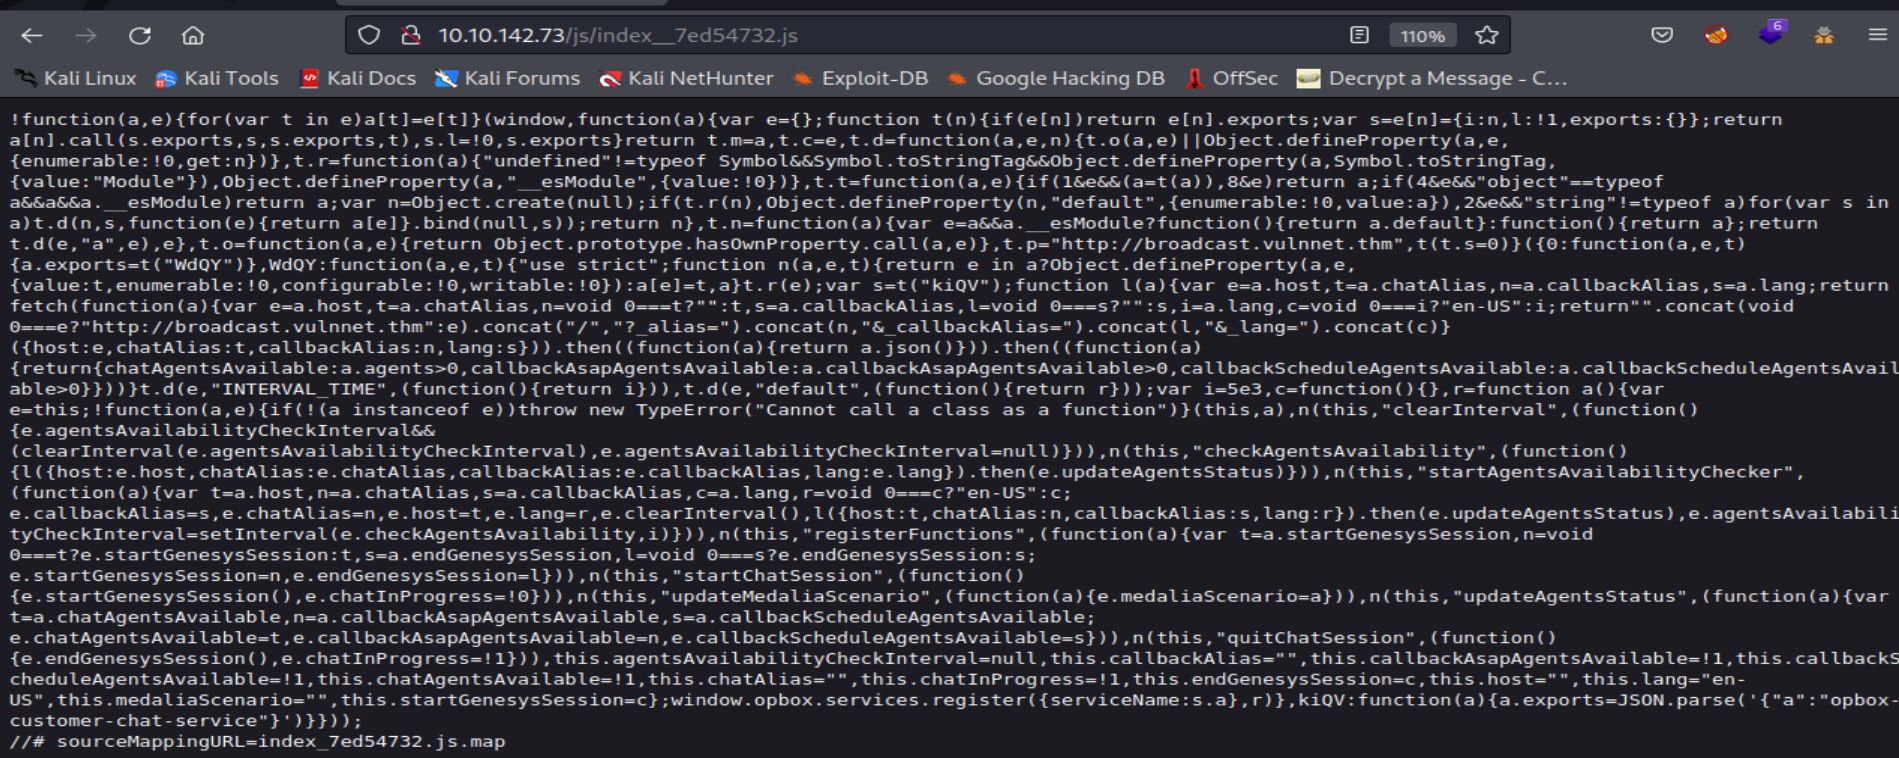 10.10.142.73/js/index__7ed54732.js
110%
6
Kali Linux Kali Tools Kali Docs Kali Forums Kali NetHunter Exploit-DB Google Hacking DB OffSec Decrypt a Message - C…
!function(a,e){for(var t in e)a[t]=e[t]}(window,function(a){var e={};function t(n){if(e[n])return e[n].exports;var s=e[n]={i:n,l:!1,exports:{}};return
a[n].call(s.exports,s,s.exports,t),s.l=!0,s.exports}return t.m=a,t.c=e,t.d=function(a,e,n){t.o(a,e)||Object.defineProperty(a,e,
{enumerable:!0,get:n})},t.r=function(a){"undefined"!=typeof Symbol&&Symbol.toStringTag&&Object.defineProperty(a,Symbol.toStringTag,
{value:"Module"}),Object.defineProperty(a,"__esModule",{value:!0})},t.t=function(a,e){if(1&e&&(a=t(a)),8&e)return a;if(4&e&&"object"==typeof
a&&a&&a.__esModule)return a;var n=Object.create(null);if(t.r(n),Object.defineProperty(n,"default",{enumerable:!0,value:a}),2&e&&"string"!=typeof a)for(var s in
a)t.d(n,s,function(e){return a[e]}.bind(null,s));return n},t.n=function(a){var e=a&&a.__esModule?function(){return a.default}:function(){return a};return
t.d(e,"a",e),e},t.o=function(a,e){return Object.prototype.hasOwnProperty.call(a,e)},t.p="http://broadcast.vulnnet.thm",t(t.s=0)}({0:function(a,e,t)
{a.exports=t("WdQY")},WdQY:function(a,e,t){"use strict";function n(a,e,t){return e in a?Object.defineProperty(a,e,
{value:t,enumerable:!0,configurable:!0,writable:!0}):a[e]=t,a}t.r(e);var s=t("kiQV");function l(a){var e=a.host,t=a.chatAlias,n=a.callbackAlias,s=a.lang;return
fetch(function(a){var e=a.host,t=a.chatAlias,n=void 0===t?"":t,s=a.callbackAlias,l=void 0===s?"":s,i=a.lang,c=void 0===i?"en-US":i;return"".concat(void
0===e?"http://broadcast.vulnnet.thm":e).concat("/","?_alias=").concat(n,"&_callbackAlias=").concat(l,"&_lang=").concat(c)}
({host:e,chatAlias:t,callbackAlias:n,lang:s})).then((function(a){return a.json()})).then((function(a)
{return{chatAgentsAvailable:a.agents>0,callbackAsapAgentsAvailable:a.callbackAsapAgentsAvailable>0,callbackScheduleAgentsAvailable:a.callbackScheduleAgentsAvail
able>0}}))}t.d(e,"INTERVAL_TIME",(function(){return i})),t.d(e,"default",(function(){return r}));var i=5e3,c=function(){},r=function a(){var
e=this;!function(a,e){if(!(a instanceof e))throw new TypeError("Cannot call a class as a function")}(this,a),n(this,"clearInterval",(function()
{e.agentsAvailabilityCheckInterval&&
(clearInterval(e.agentsAvailabilityCheckInterval),e.agentsAvailabilityCheckInterval=null)})),n(this,"checkAgentsAvailability",(function()
{l({host:e.host,chatAlias:e.chatAlias,callbackAlias:e.callbackAlias,lang:e.lang}).then(e.updateAgentsStatus)})),n(this,"startAgentsAvailabilityChecker",
(function(a){var t=a.host,n=a.chatAlias,s=a.callbackAlias,c=a.lang,r=void 0===c?"en-US":c;
e.callbackAlias=s,e.chatAlias=n,e.host=t,e.lang=r,e.clearInterval(),l({host:t,chatAlias:n,callbackAlias:s,lang:r}).then(e.updateAgentsStatus),e.agentsAvailabili
tyCheckInterval=setInterval(e.checkAgentsAvailability,i)})),n(this,"registerFunctions",(function(a){var t=a.startGenesysSession,n=void
0===t?e.startGenesysSession:t,s=a.endGenesysSession,l=void 0===s?e.endGenesysSession:s;
e.startGenesysSession=n,e.endGenesysSession=l})),n(this,"startChatSession",(function()
{e.startGenesysSession(),e.chatInProgress=!0})),n(this,"updateMedaliaScenario",(function(a){e.medaliaScenario=a})),n(this,"updateAgentsStatus",(function(a){var
t=a.chatAgentsAvailable,n=a.callbackAsapAgentsAvailable,s=a.callbackScheduleAgentsAvailable;
e.chatAgentsAvailable=t,e.callbackAsapAgentsAvailable=n,e.callbackScheduleAgentsAvailable=s})),n(this,"quitChatSession",(function()
{e.endGenesysSession(),e.chatInProgress=!1})),this.agentsAvailabilityCheckInterval=null,this.callbackAlias="",this.callbackAsapAgentsAvailable=!1,this.callbackS
cheduleAgentsAvailable=!1,this.chatAgentsAvailable=!1,this.chatAlias="",this.chatInProgress=!1,this.endGenesysSession=c,this.host="",this.lang="en-
US",this.medaliaScenario="",this.startGenesysSession=c};window.opbox.services.register({serviceName:s.a},r)},kiQV:function(a){a.exports=JSON.parse('{"a":"opbox-
customer-chat-service"}')}}));
//# sourceMappingURL=index_7ed54732.js.map